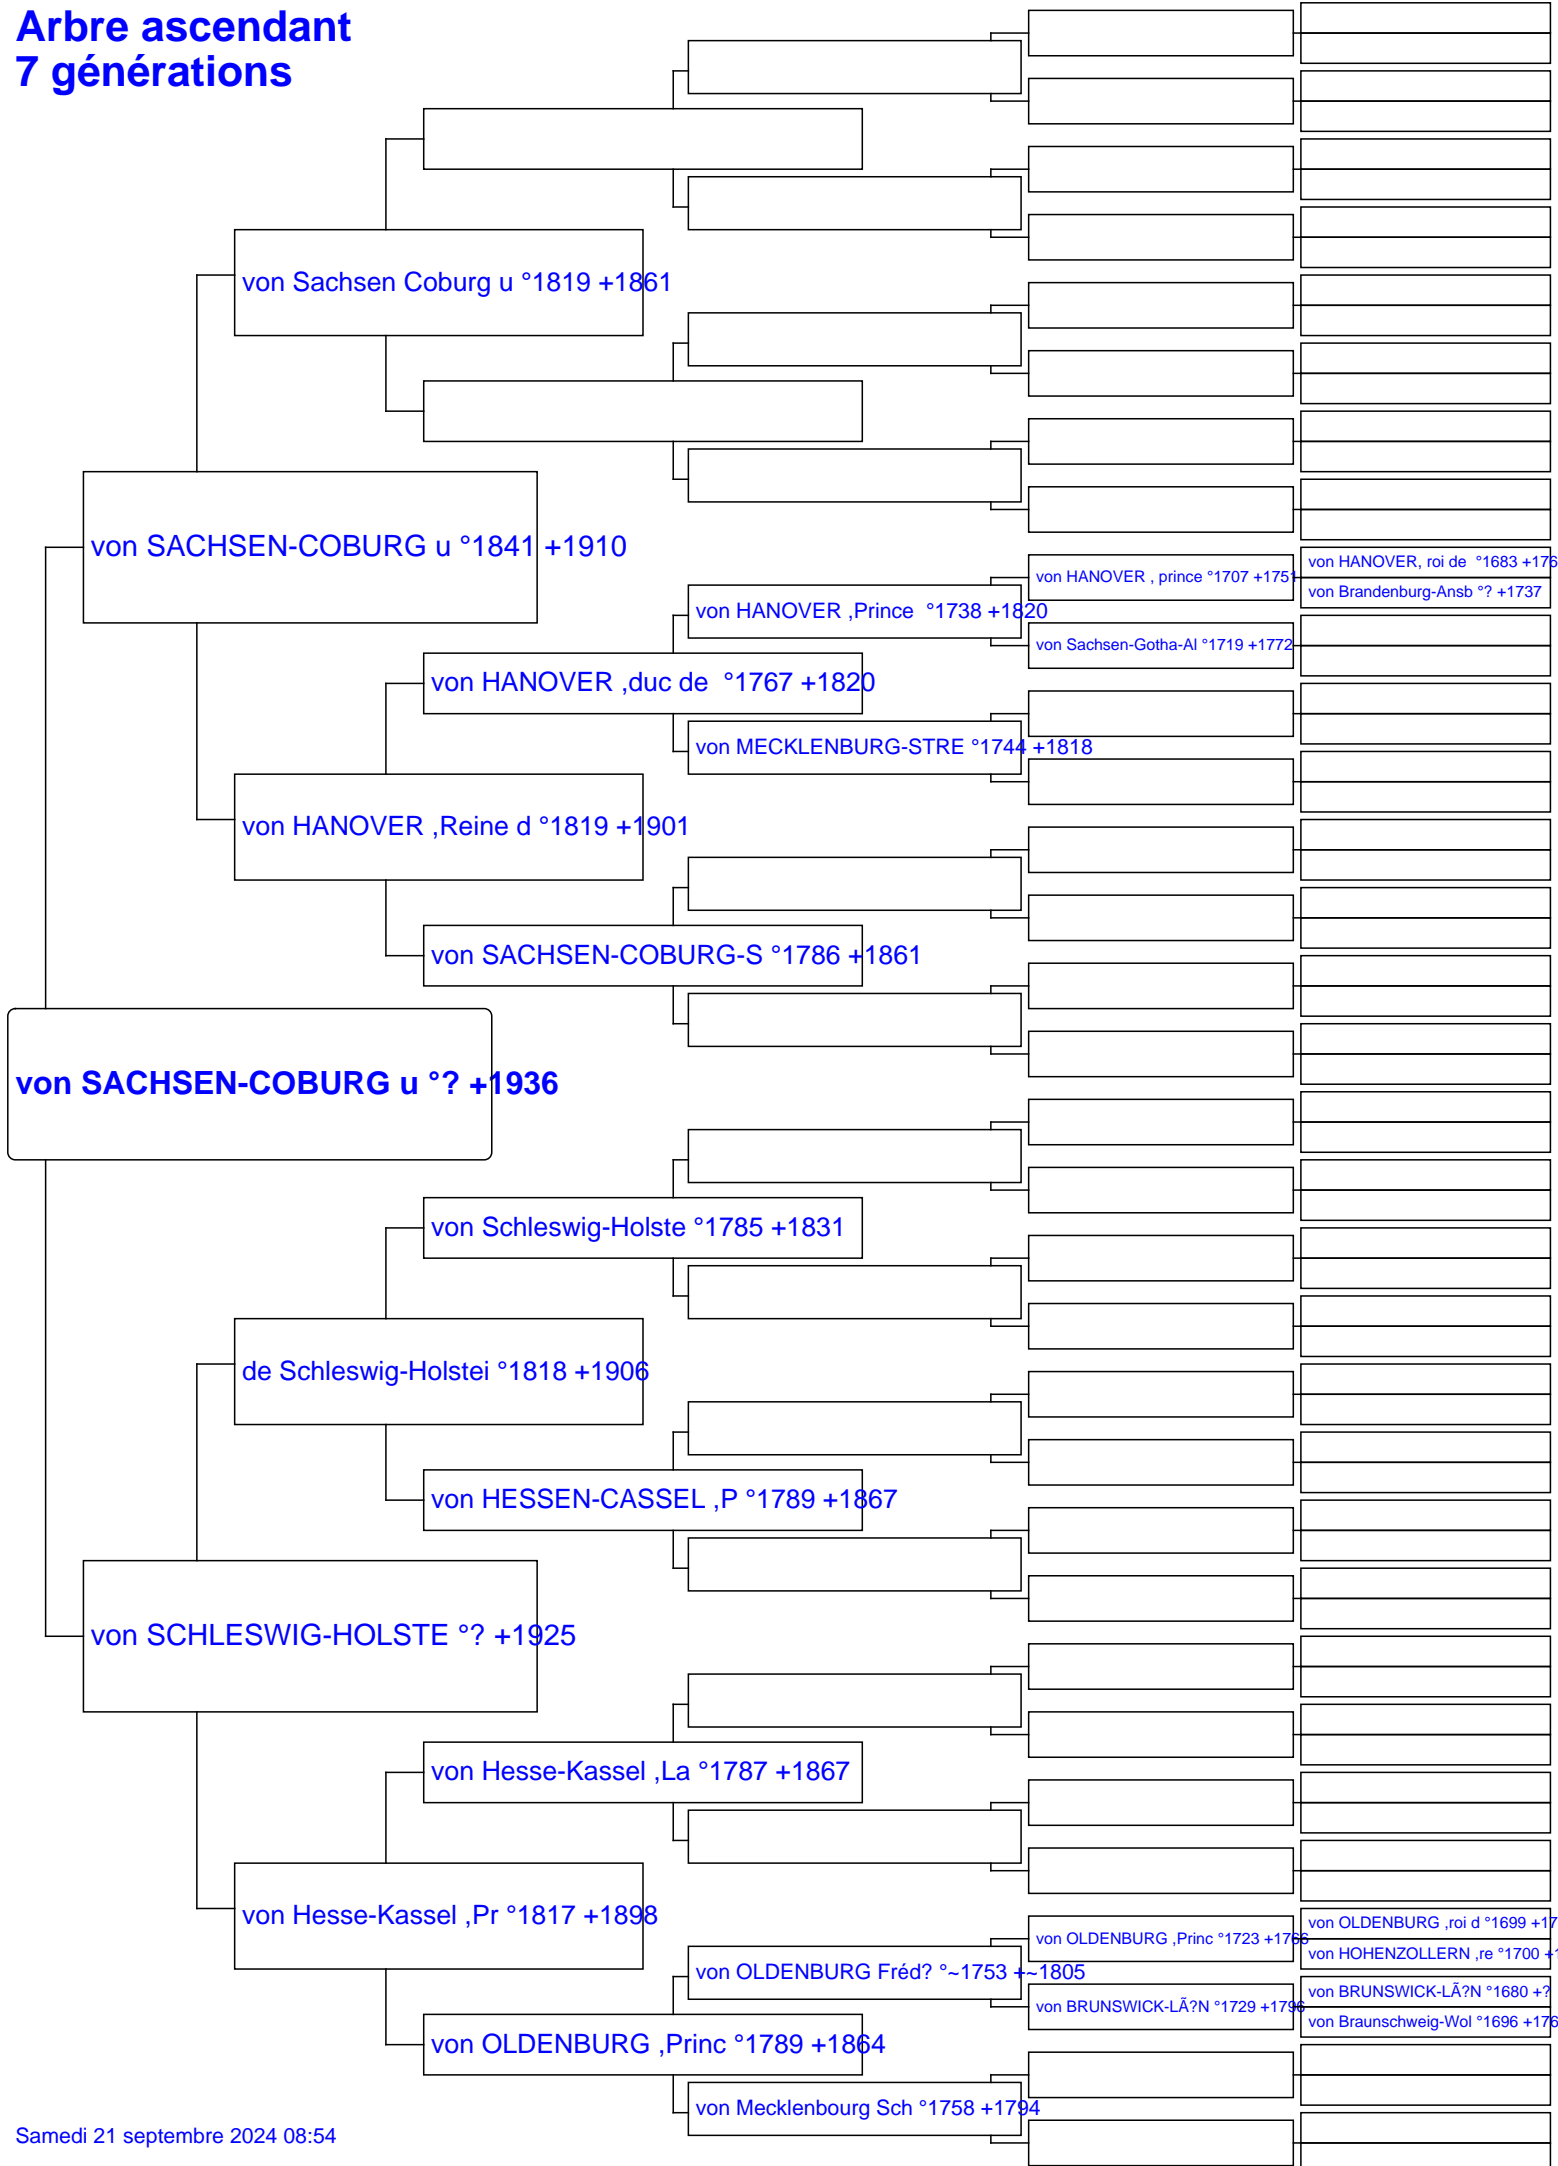 Arbre ascendant
7 générations
von Sachsen Coburg u °1819 +1861
von SACHSEN-COBURG u °1841 +1910
von HANOVER, roi de  °1683 +176
von HANOVER , prince °1707 +1751
von Brandenburg-Ansb °? +1737
von HANOVER ,Prince  °1738 +1820
von Sachsen-Gotha-Al °1719 +1772
von HANOVER ,duc de  °1767 +1820
von MECKLENBURG-STRE °1744 +1818
von HANOVER ,Reine d °1819 +1901
von SACHSEN-COBURG-S °1786 +1861
von SACHSEN-COBURG u °? +1936
von Schleswig-Holste °1785 +1831
de Schleswig-Holstei °1818 +1906
von HESSEN-CASSEL ,P °1789 +1867
von SCHLESWIG-HOLSTE °? +1925
von Hesse-Kassel ,La °1787 +1867
von Hesse-Kassel ,Pr °1817 +1898
von OLDENBURG ,roi d °1699 +17
von OLDENBURG ,Princ °1723 +1766
von HOHENZOLLERN ,re °1700 +1
von OLDENBURG Fréd? °~1753 +~1805
von BRUNSWICK-LÃ?N °1680 +?
von BRUNSWICK-LÃ?N °1729 +1796
von Braunschweig-Wol °1696 +176
von OLDENBURG ,Princ °1789 +1864
von Mecklenbourg Sch °1758 +1794
Samedi 21 septembre 2024 08:54